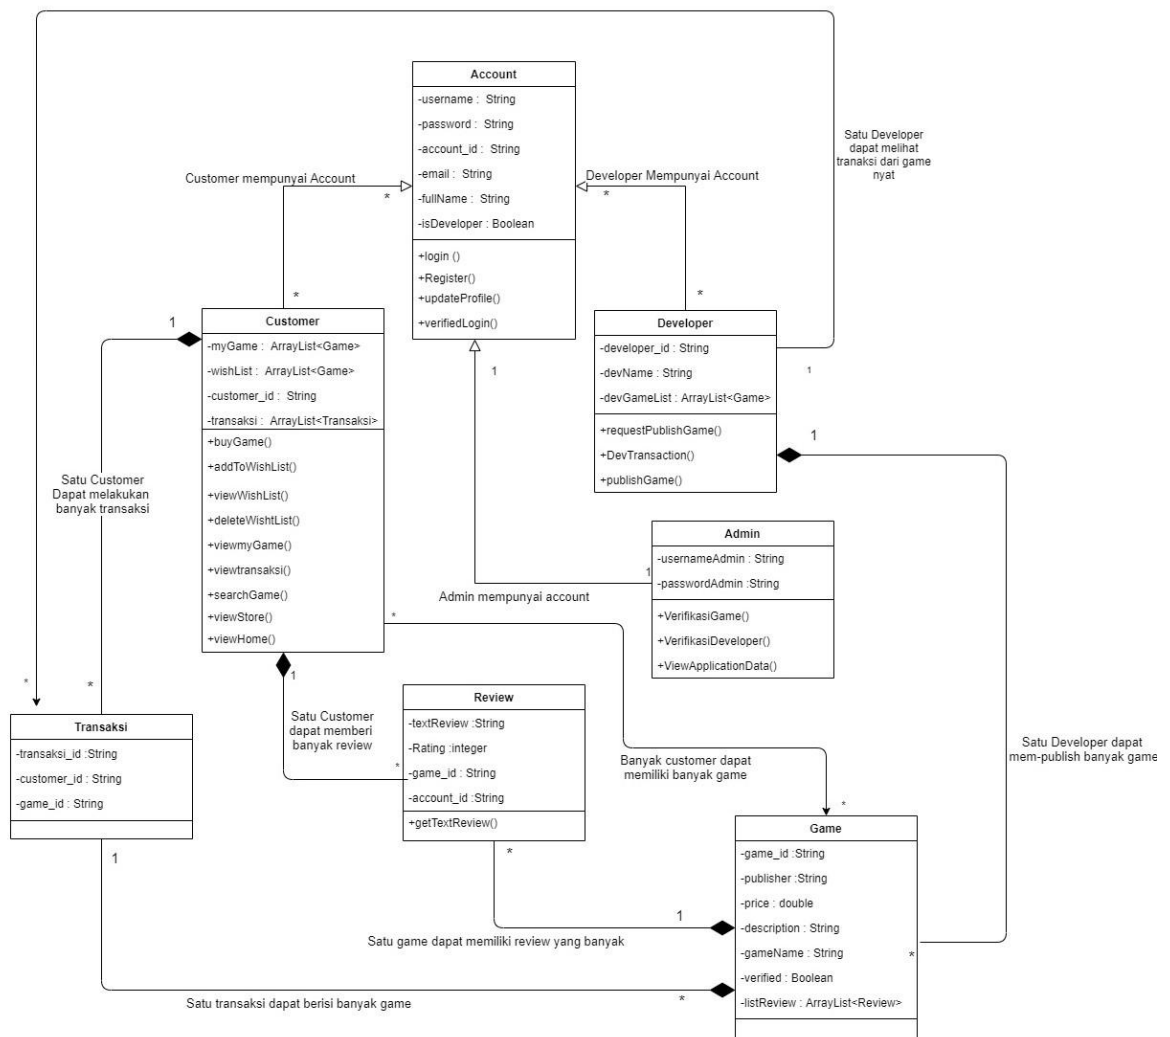 Account
-username :  String
-password :  String
-account_id :  String
-email :  String
-fullName :  String
-isDeveloper : Boolean
+login ()
+Register()
+updateProfile()
+verifiedLogin()
Satu Developer
dapat melihat
tranaksi dari game
nyat
Customer mempunyai Account
*
*
Developer Mempunyai Account
*
*
1
Customer
-myGame :  ArrayList<Game>
-wishList :  ArrayList<Game>
-customer_id :  String
-transaksi :  ArrayList<Transaksi>
+buyGame()
+addToWishList()
+viewWishList()
+deleteWishtList()
+viewmyGame()
+viewtransaksi()
+searchGame()
+viewStore()
+viewHome()
Developer
-developer_id : String
-devName : String
-devGameList : ArrayList<Game>
+requestPublishGame()
+DevTransaction()
+publishGame()
1
1
1
Satu Customer
Dapat melakukan
banyak transaksi
Admin
-usernameAdmin : String
-passwordAdmin :String
+VerifikasiGame()
+VerifikasiDeveloper()
+ViewApplicationData()
1
Admin mempunyai account
*
1
*
*
Transaksi
-transaksi_id :String
-customer_id : String
-game_id : String
Satu Customer
dapat memberi
banyak review
*
Review
-textReview :String
-Rating :integer
-game_id : String
-account_id :String
+getTextReview()
Banyak customer dapat
memiliki banyak game
Satu Developer dapat
mem-publish banyak game
*
Game
-game_id :String
-publisher :String
-price : double
-description : String
-gameName : String
-verified : Boolean
-listReview : ArrayList<Review>
*
1
*
1
Satu game dapat memiliki review yang banyak
Satu transaksi dapat berisi banyak game
*